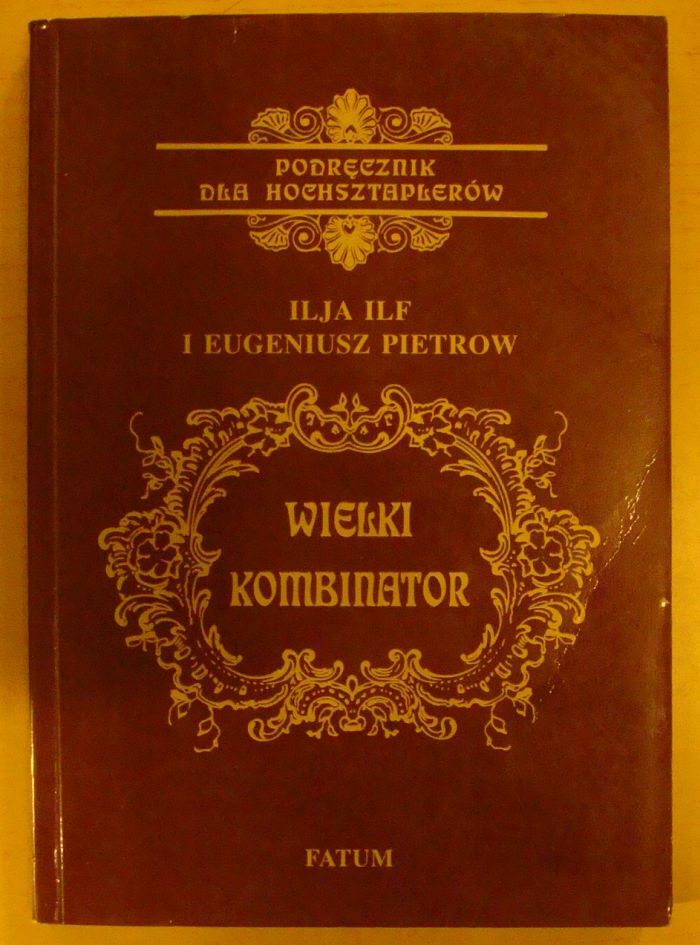 PODRĘCZNIK
DLA HOCHSZTAPLERÓW
ILJA ILF
I EUGENIUSZ PIETROW
WIELKI
KOMBINATOR
FATUM